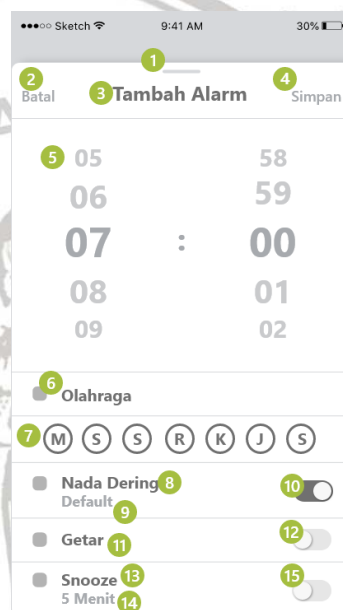 Sketch 9:41 AM 30%
1
2 Batal 3 Tambah Alarm 4 Simpan
5 05 58
06 59
07 : 00
08 01
09 02
6 Olahraga
7 M S S R K J S
Nada Dering 8 10
Default 9
Getar 11 12
Snooze 13 15
5 Menit 14